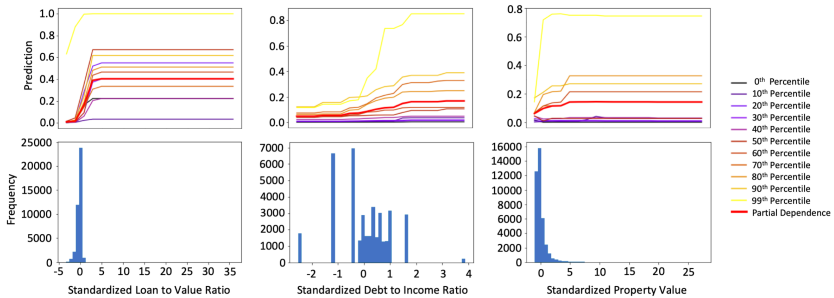 Prediction
1.0
0.8
0.6
0.4
0.2
0.0
0.8
0.6
0.4
0.2
0.0
0.8
0.6
0.4
0.2
0.0
0th Percentile
10th Percentile
20th Percentile
30th Percentile
40th Percentile
50th Percentile
60th Percentile
70th Percentile
80th Percentile
90th Percentile
99th Percentile
Partial Dependence
Frequency
25000
20000
15000
10000
5000
0
7000
6000
5000
4000
3000
2000
1000
0
16000
14000
12000
10000
8000
6000
4000
2000
0
-5 0 5 10 15 20 25 30 35
-2 -1 0 1 2 3 4
0 5 10 15 20 25
Standardized Loan to Value Ratio
Standardized Debt to Income Ratio
Standardized Property Value